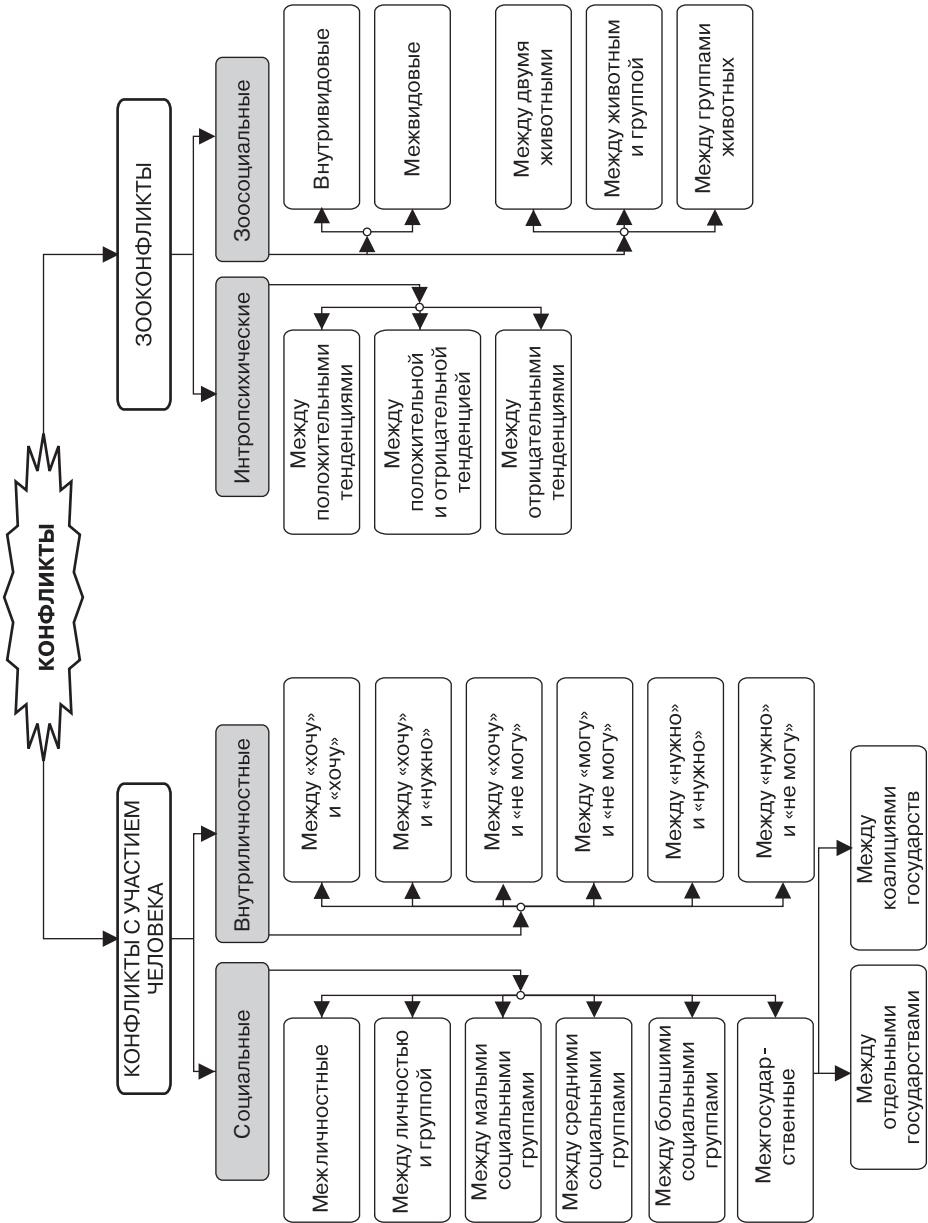 КОНФЛИКТЫ
КОНФЛИКТЫ С УЧАСТИЕМ
ЧЕЛОВЕКА
Социальные
Межличностные
Между личностью
и группой
Между малыми
социальными
группами
Между средними
социальными
группами
Между большими
социальными
группами
Межгосудар-
ственные
Между
отдельными
государствами
Между
коалициями
государств
Внутриличностные
Между «хочу»
и «хочу»
Между «хочу»
и «нужно»
Между «хочу»
и «не могу»
Между «могу»
и «не могу»
Между «нужно»
и «нужно»
Между «нужно»
и «не могу»
ЗООКОНФЛИКТЫ
Интропсихические
Между
положительными
тенденциями
Между
положительной
и отрицательной
тенденцией
Между
отрицательными
тенденциями
Зоосоциальные
Внутривидовые
Межвидовые
Между двумя
животными
Между животным
и группой
Между группами
животных